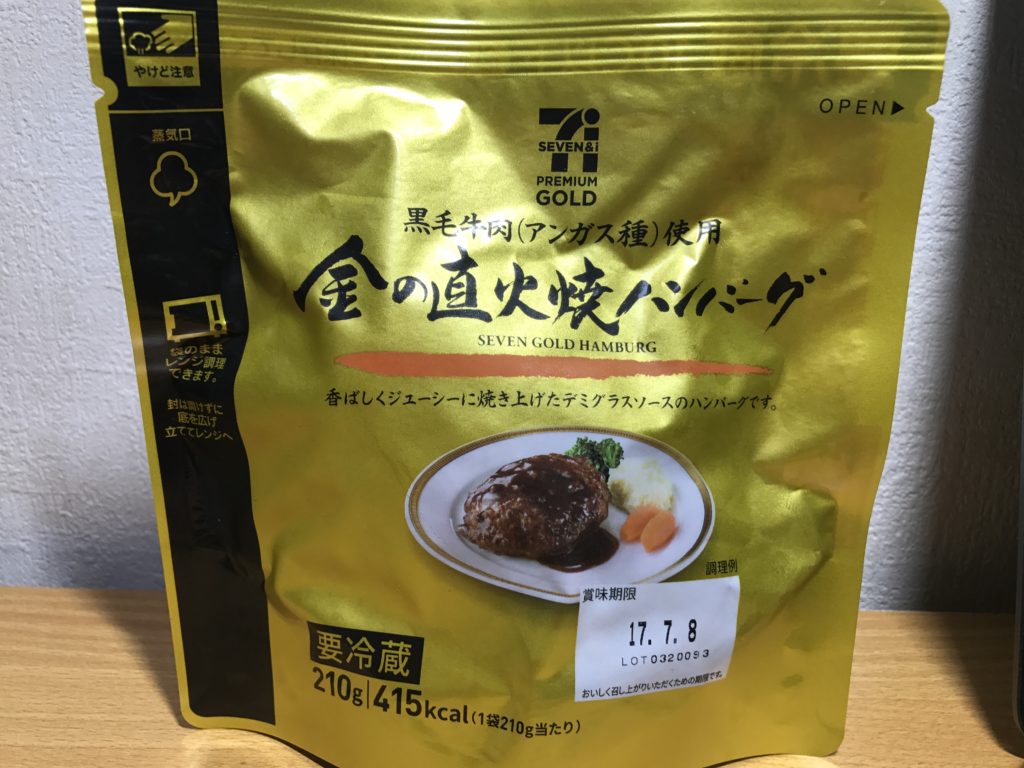 やけど注意
OPEN▶
蒸気口
7i
SEVEN&i
PREMIUM
GOLD
黒毛牛肉(アンガス種)使用
金の直火焼ハンバーグ
SEVEN GOLD HAMBURG
香ばしくジューシーに焼き上げたデミグラスソースのハンバーグです。
袋のまま
レンジ調理
できます。
封は開けずに
底を広げ
立ててレンジへ
調理例
賞味期限
17. 7. 8
LOT0320093
おいしく召し上がりいただくための期限です。
要冷蔵
210g|415kcal(1袋210g当たり)